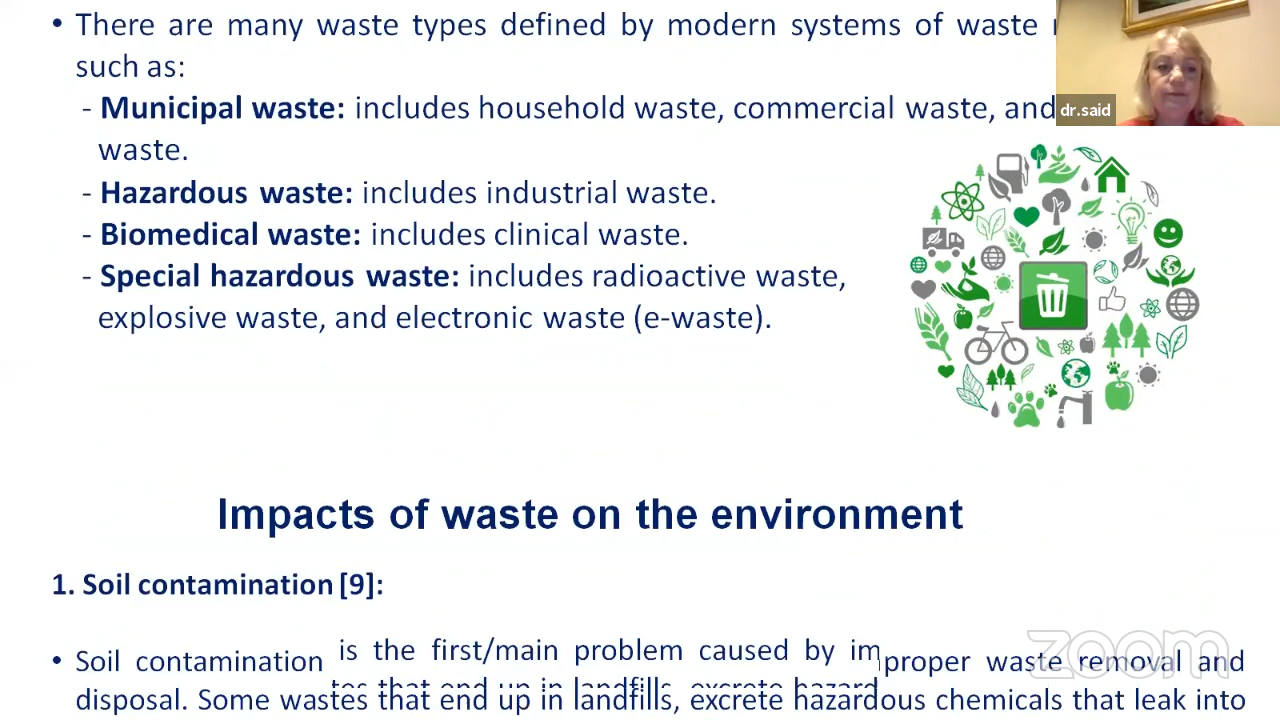 • There are many waste types defined by modern systems of waste
such as:
- Municipal waste: includes household waste, commercial waste, and
waste.
- Hazardous waste: includes industrial waste.
- Biomedical waste: includes clinical waste.
- Special hazardous waste: includes radioactive waste,
explosive waste, and electronic waste (e-waste).
dr.said
Impacts of waste on the environment
1. Soil contamination [9]:
• Soil contamination is the first/main problem caused by improper waste removal and
disposal. Some wastes that end up in landfills, excrete hazardous chemicals that leak into
zoom